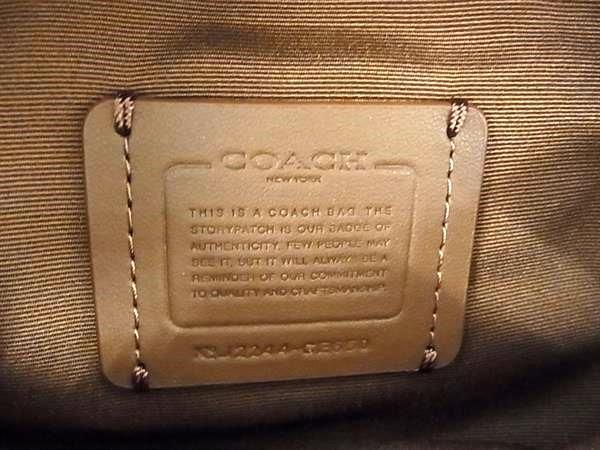 COACH
NEW YORK
THIS IS A COACH BAG THE
STORYPATCH IS OUR BADGE OF
AUTHENTICITY. FEW PEOPLE MAY
SEE IT, BUT IT WILL ALWAYS BE A
REMINDER OF OUR COMMITMENT
TO QUALITY AND CRAFTSMANSHIP.